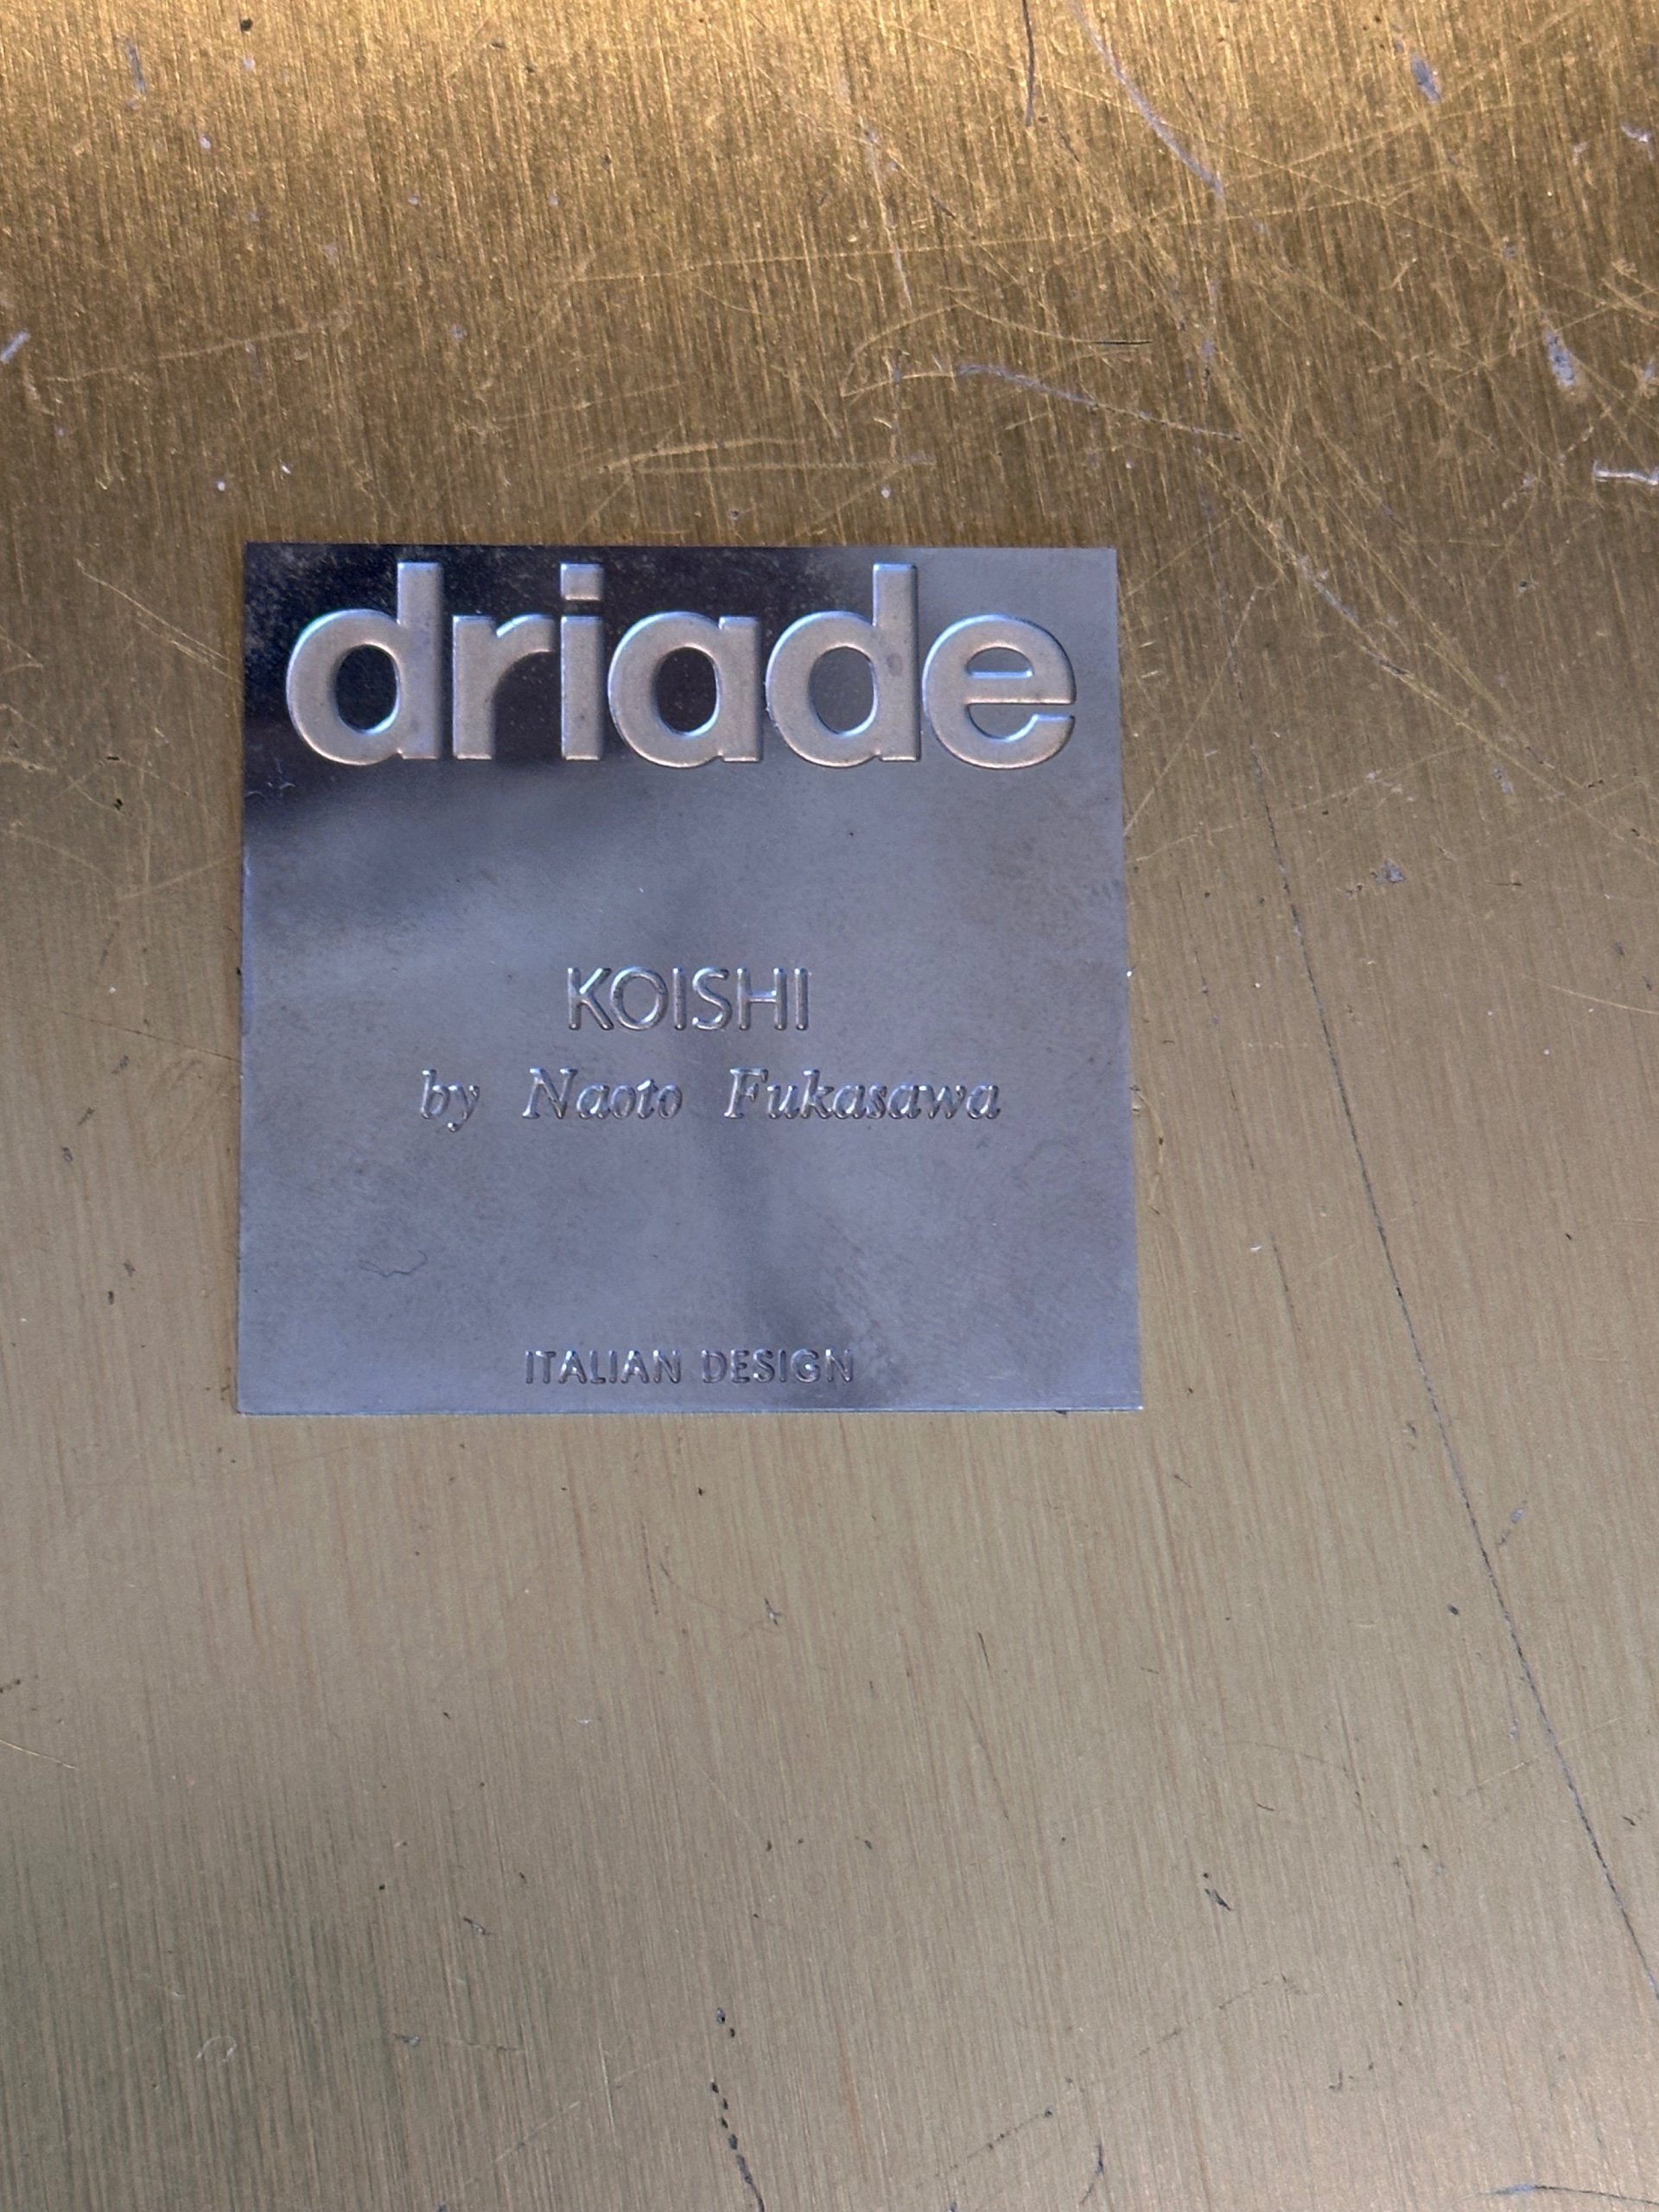 driade
KOISHI
by Naoto Fukasawa
ITALIAN DESIGN